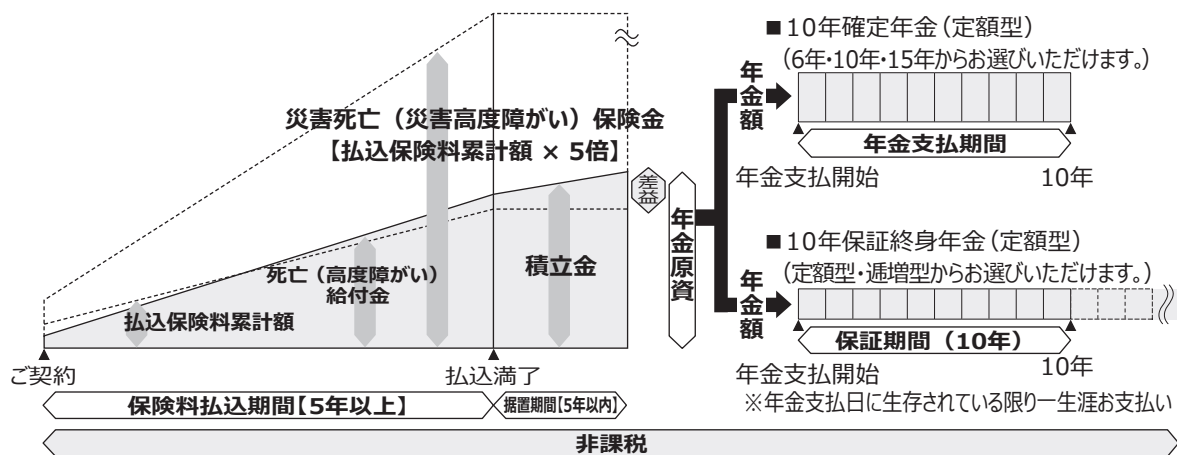 災害死亡（災害高度障がい）保険金
【払込保険料累計額 × 5倍】
死亡（高度障がい）
給付金
払込保険料累計額
積立金
差益
年金原資
ご契約
払込満了
保険料払込期間【5年以上】
据置期間【5年以内】
■10年確定年金（定額型）
（6年・10年・15年からお選びいただけます。）
年金額
年金支払期間
年金支払開始
10年
■10年保証終身年金（定額型）
（定額型・逓増型からお選びいただけます。）
年金額
保証期間（10年）
年金支払開始
10年
※年金支払日に生存されている限り一生涯お支払い
非課税